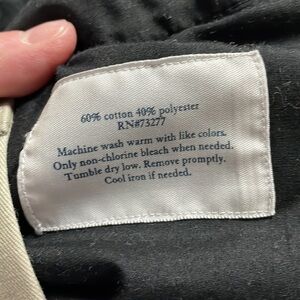 60% cotton 40% polyester
RN#73277
Machine wash warm with like colors.
Only non-chlorine bleach when needed.
Tumble dry low. Remove promptly.
Cool iron if needed.